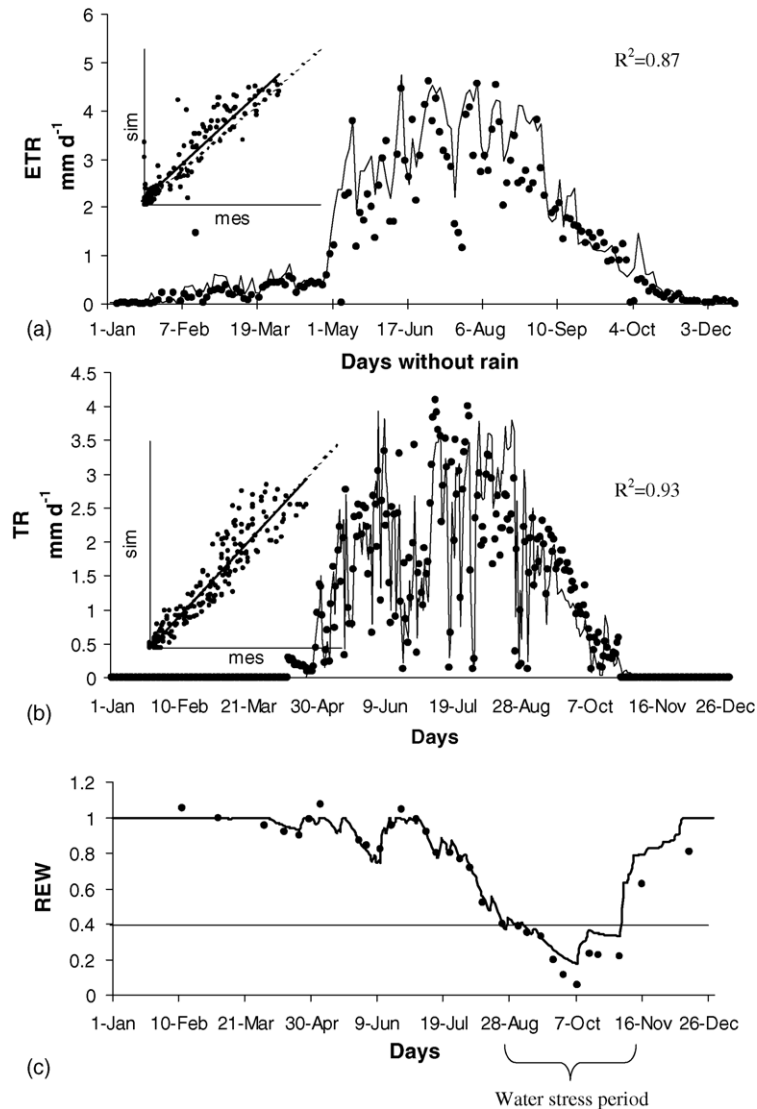 6
5
4
3
2
1
0
ETR
mm d-1
sim
mes
R2=0.87
1-Jan 7-Feb 19-Mar 1-May 17-Jun 6-Aug 10-Sep 4-Oct 3-Dec
(a)
Days without rain
4.5
4
3.5
3
2.5
2
1.5
1
0.5
0
TR
mm d-1
sim
mes
R2=0.93
1-Jan 10-Feb 21-Mar 30-Apr 9-Jun 19-Jul 28-Aug 7-Oct 16-Nov 26-Dec
(b)
Days
1.2
1
0.8
0.6
0.4
0.2
0
REW
1-Jan 10-Feb 21-Mar 30-Apr 9-Jun 19-Jul 28-Aug 7-Oct 16-Nov 26-Dec
(c)
Days
Water stress period